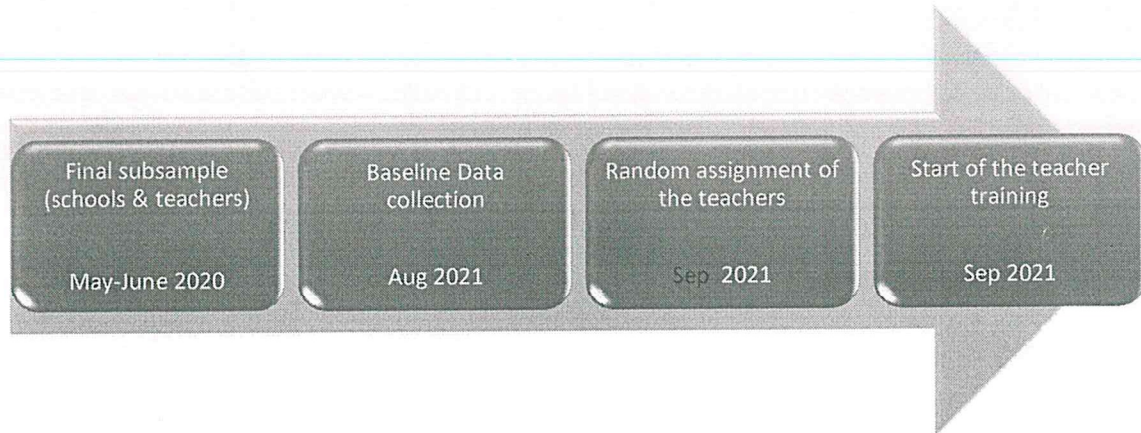 Final subsample
(schools & teachers)
May-June 2020
Baseline Data
collection
Aug 2021
Random assignment of
the teachers
Sep 2021
Start of the teacher
training
Sep 2021